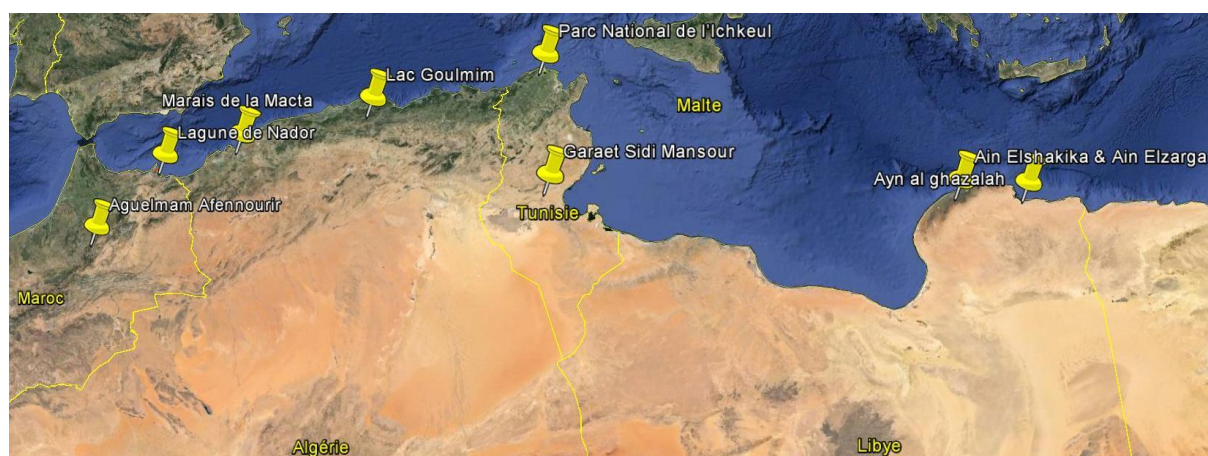 Parc National de l'Ichkeul
Lac Goulmim
Marais de la Macta
Malte
Lagune de Nador
Garaet Sidi Mansour
Ain Elshakika & Ain Elzarga
Ayn al ghazalah
Aguelmam Afennourir
Tunisie
Maroc
Algérie
Libye